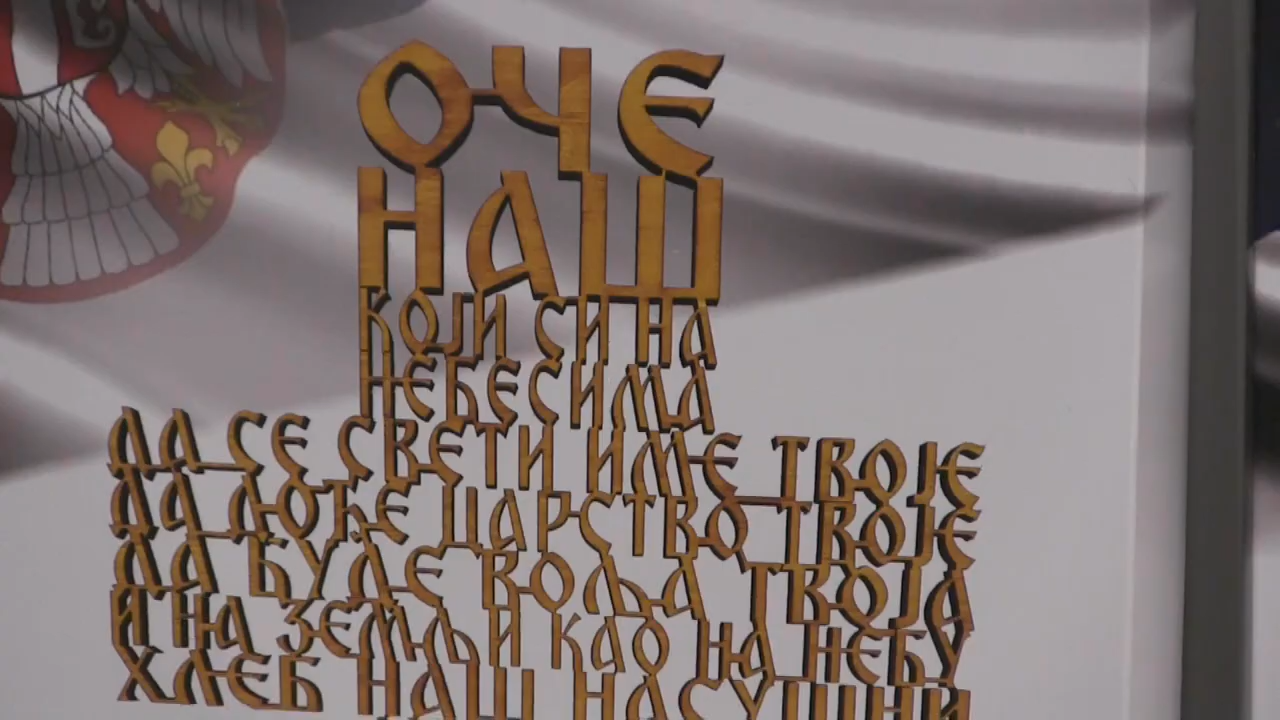 ОЧЕ
НАШ
КОЈИ СИ НА
НЕБЕСИМА
ДА СЕ СВЕТИ ИМЕ ТВОЈЕ
ДА ДОЂЕ ЦАРСТВО ТВОЈЕ
ДА БУДЕ ВОЉА ТВОЈА
И НА ЗЕМЉИ КАО НА НЕБУ
ХЛЕБ НАШ НАСУШНИ